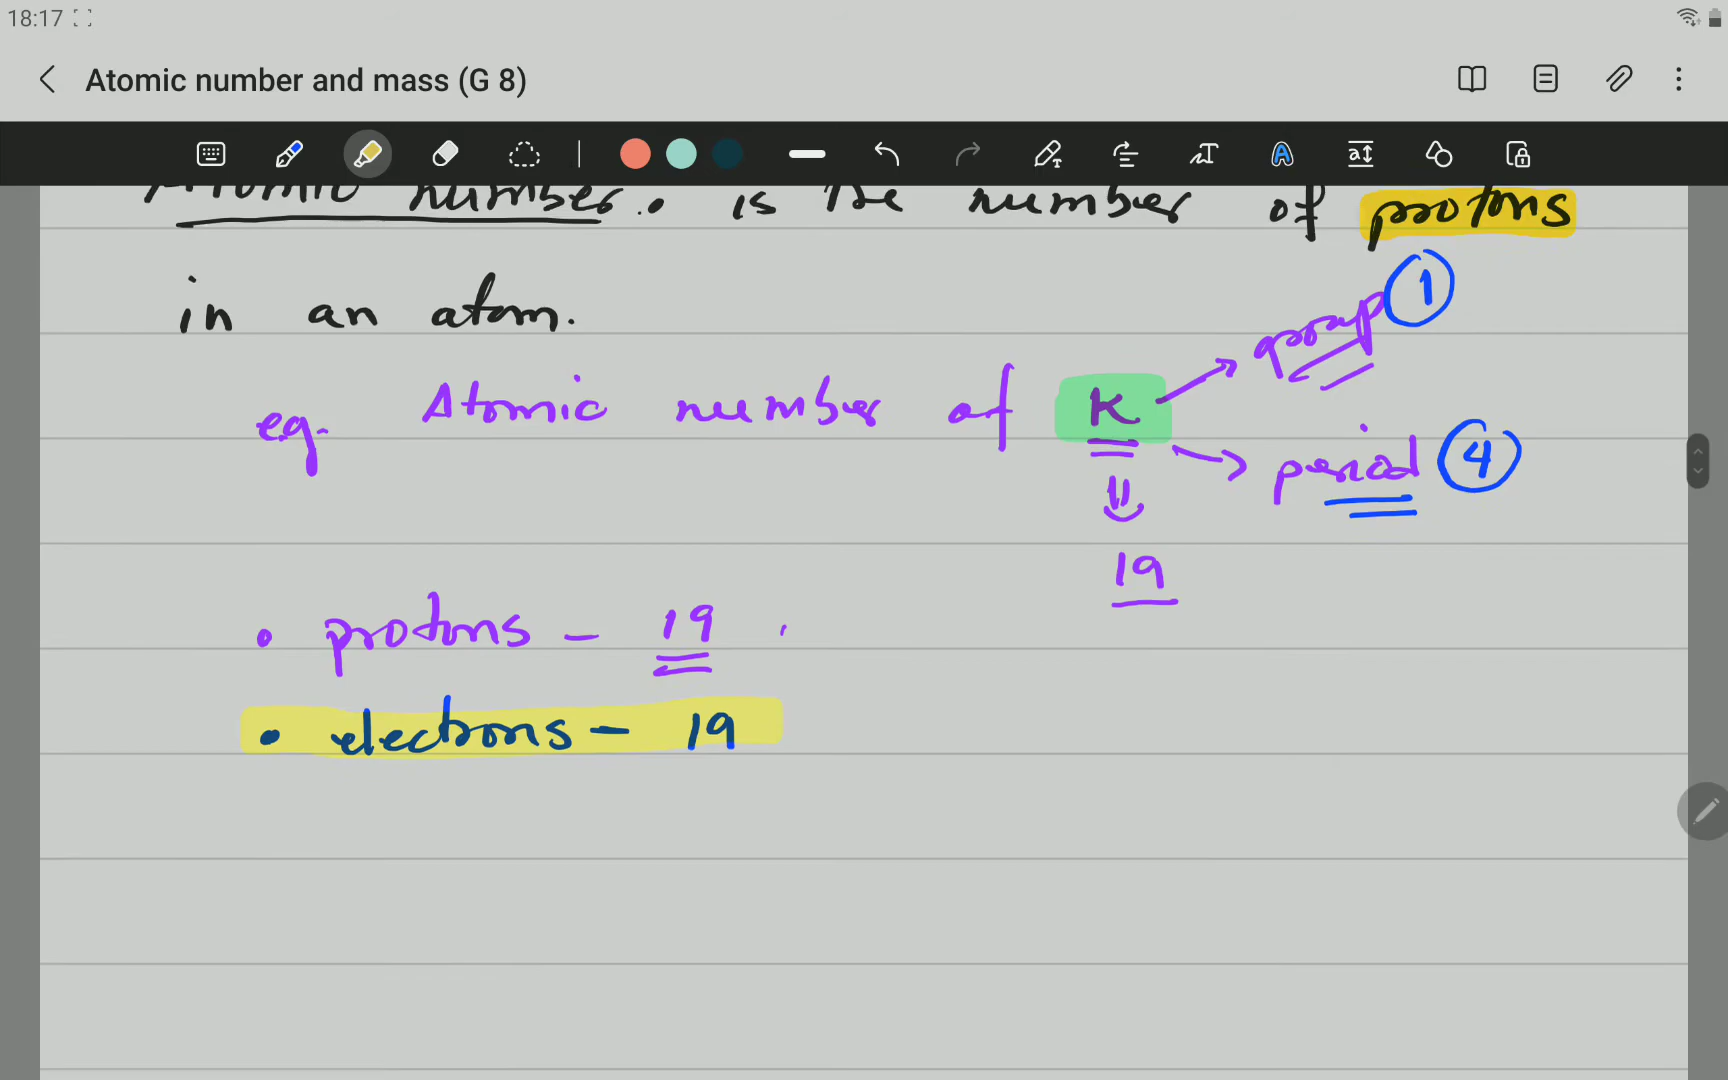 18:17
Atomic number and mass (G 8)
Atomic number. is the number of protons
in an atom.
eg. Atomic number of K
group 1
period 4
19
• protons – 19
• electrons – 19